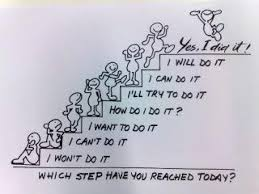 Yes, I did it!
I WILL DO IT
I CAN DO IT
I'LL TRY TO DO IT
HOW DO I DO IT?
I WANT TO DO IT
I CAN'T DO IT
I WON'T DO IT
WHICH STEP HAVE YOU REACHED TODAY?